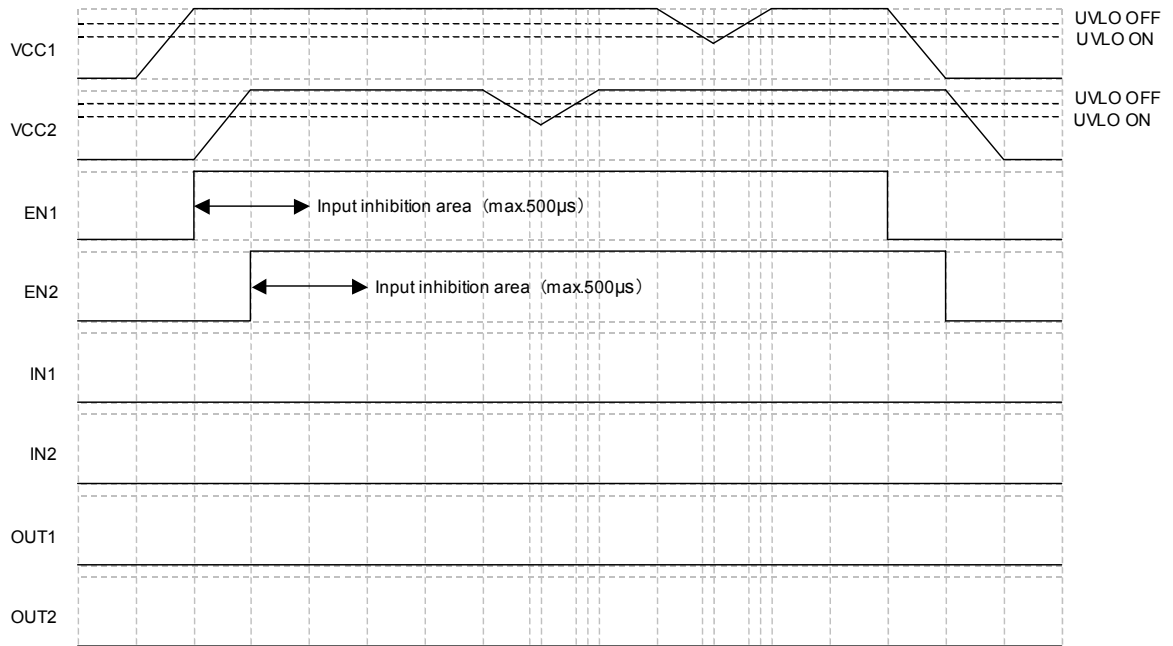 UVLO OFF
UVLO ON
VCC1
UVLO OFF
UVLO ON
VCC2
EN1
Input inhibition area (max.500μs)
EN2
Input inhibition area (max.500μs)
IN1
IN2
OUT1
OUT2